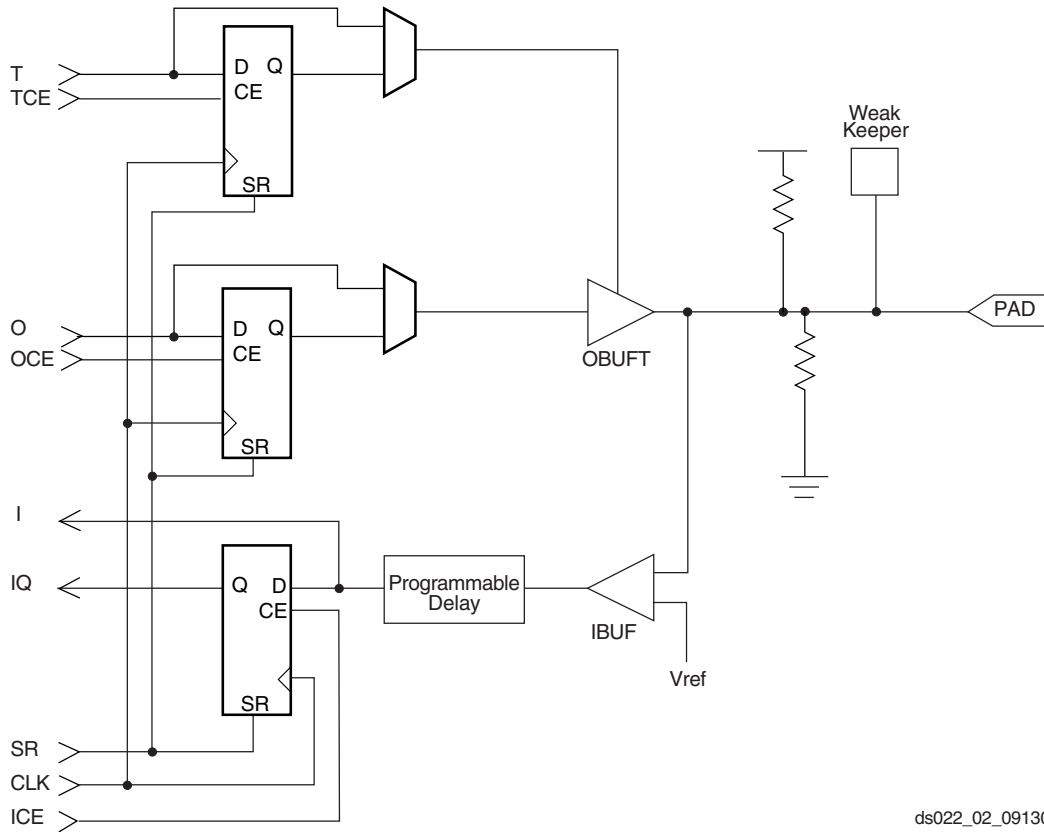 T
TCE
D Q
CE
SR
Weak
Keeper
O
OCE
D Q
CE
SR
OBUFT
PAD
I
IQ
Q D
CE
SR
Programmable
Delay
IBUF
Vref
SR
CLK
ICE
ds022_02_09130